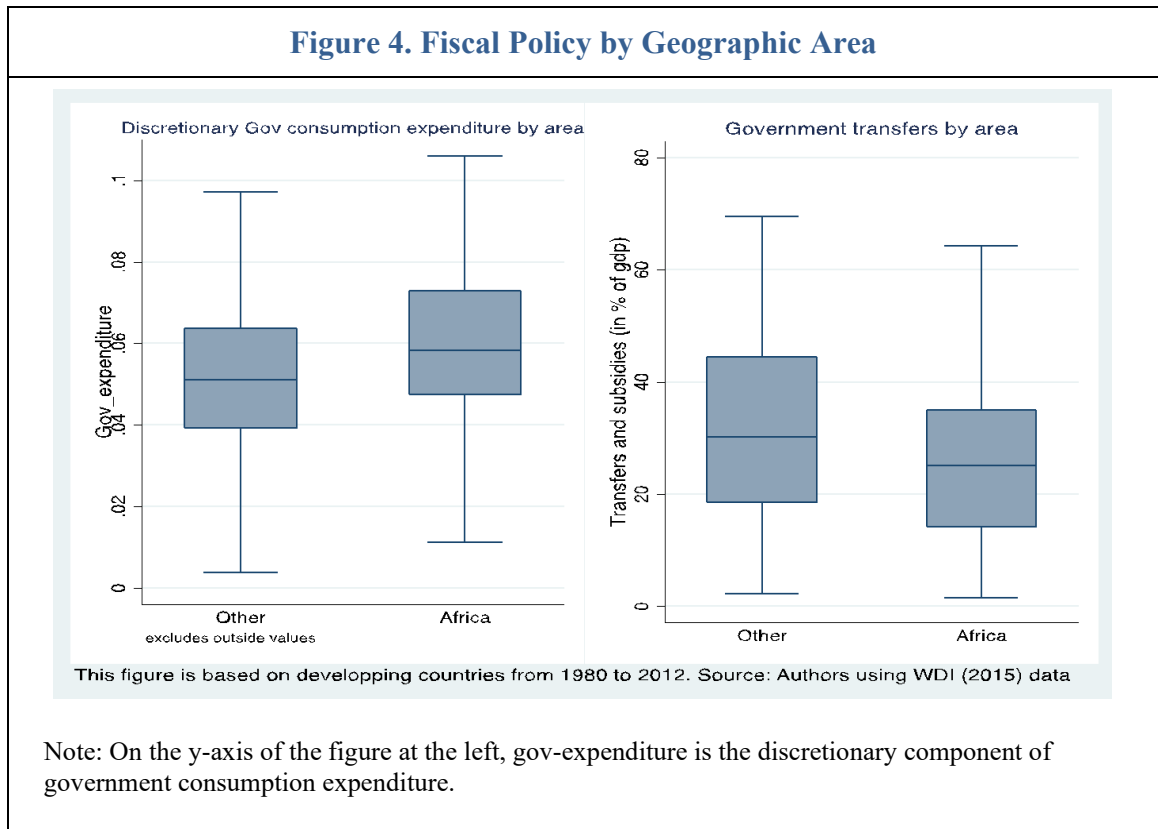 Figure 4. Fiscal Policy by Geographic Area
Discretionary Gov consumption expenditure by area
Gov_expenditure
.1
.08
.06
.04
.02
0
Other
Africa
excludes outside values
Government transfers by area
Transfers and subsidies (in % of gdp)
80
60
40
20
0
Other
Africa
This figure is based on developping countries from 1980 to 2012. Source: Authors using WDI (2015) data
Note: On the y-axis of the figure at the left, gov-expenditure is the discretionary component of
government consumption expenditure.